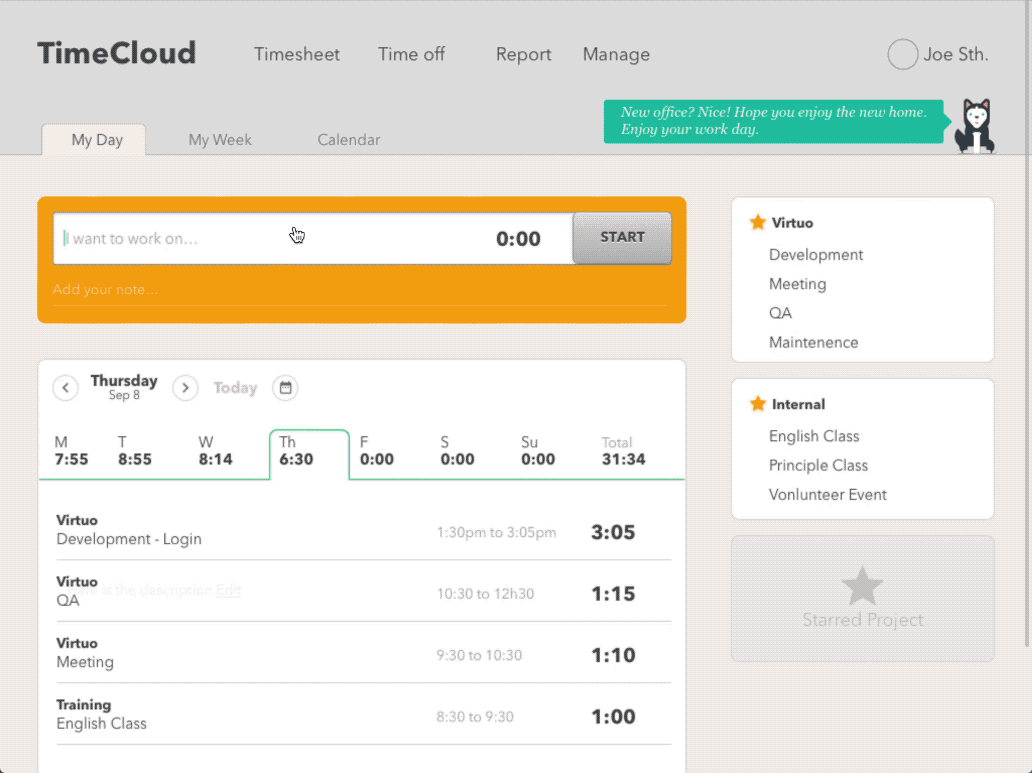 TimeCloud
Timesheet
Time off
Report
Manage
Joe Sth.
New office? Nice! Hope you enjoy the new home.
Enjoy your work day.
My Day
My Week
Calendar
I want to work on...
0:00
START
Add your note...
Thursday
Sep 8
Today
M T W Th F S Su Total
7:55 8:55 8:14 6:30 0:00 0:00 0:00 31:34
Virtuo
Development - Login
1:30pm to 3:05pm
3:05
Virtuo
is the description Edit
QA
10:30 to 12h30
1:15
Virtuo
Meeting
9:30 to 10:30
1:10
Training
English Class
8:30 to 9:30
1:00
Virtuo
Development
Meeting
QA
Maintenence
Internal
English Class
Principle Class
Vonlunteer Event
Starred Project